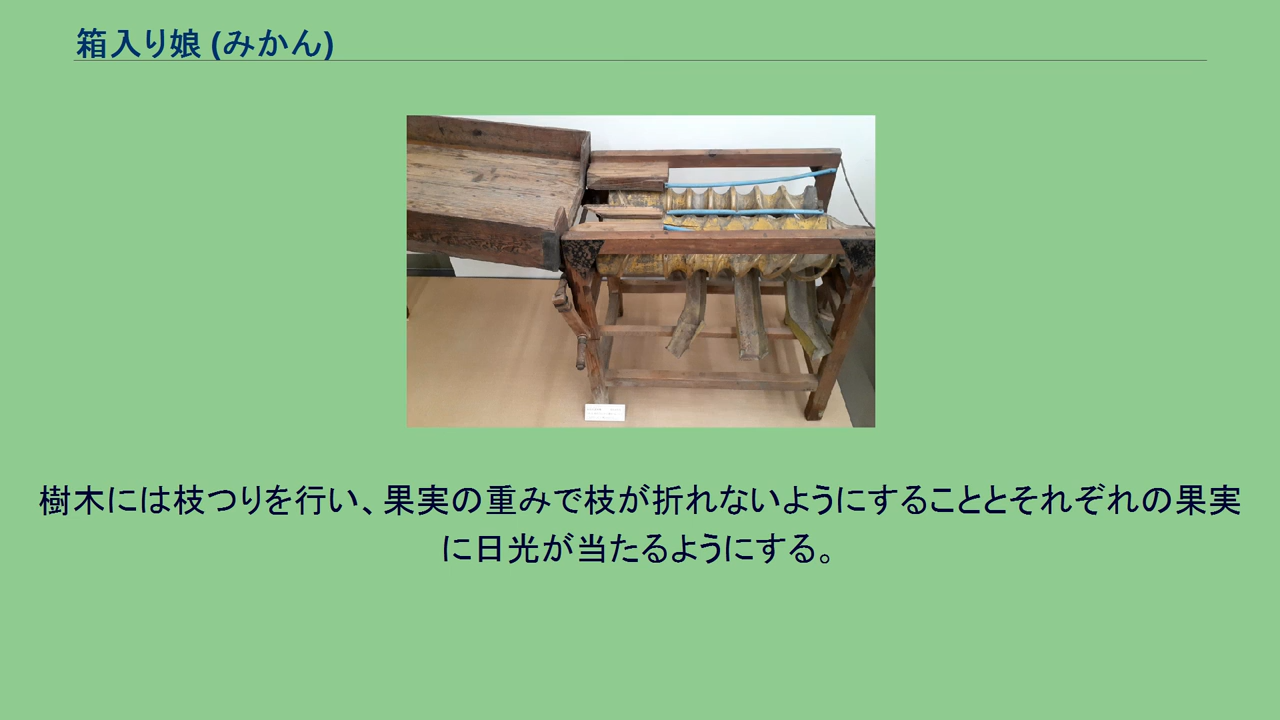 箱入り娘 (みかん)
樹木には枝つりを行い、果実の重みで枝が折れないようにすることとそれぞれの果実
に日光が当たるようにする。